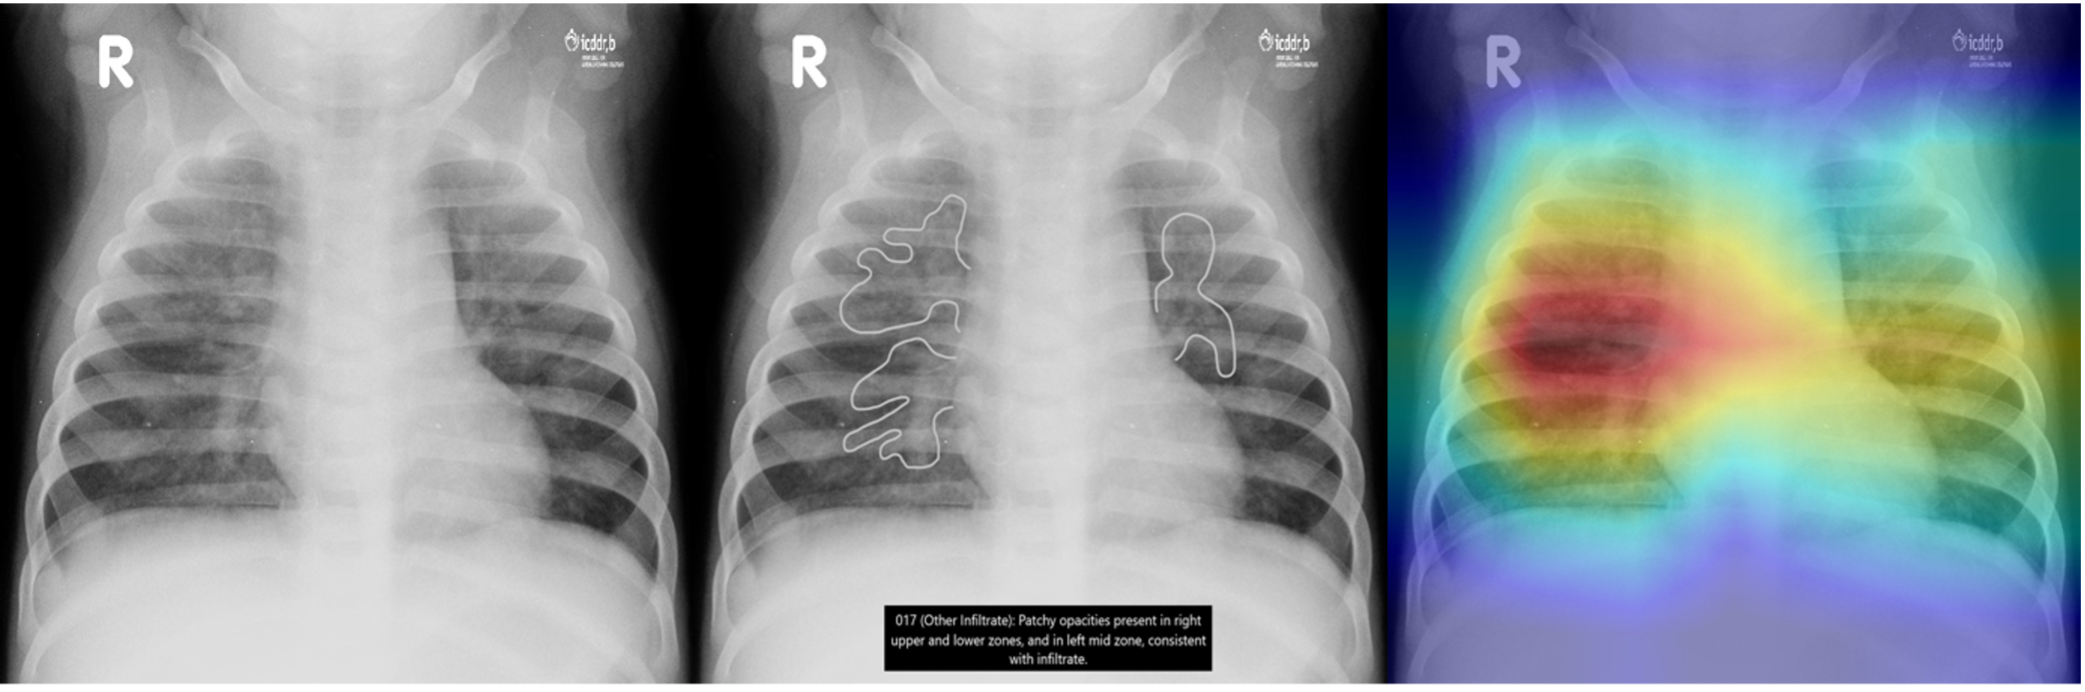 R
icddr,b
R
icddr,b
R
icddr,b
017 (Other Infiltrate): Patchy opacities present in right
upper and lower zones, and in left mid zone, consistent
with infiltrate.